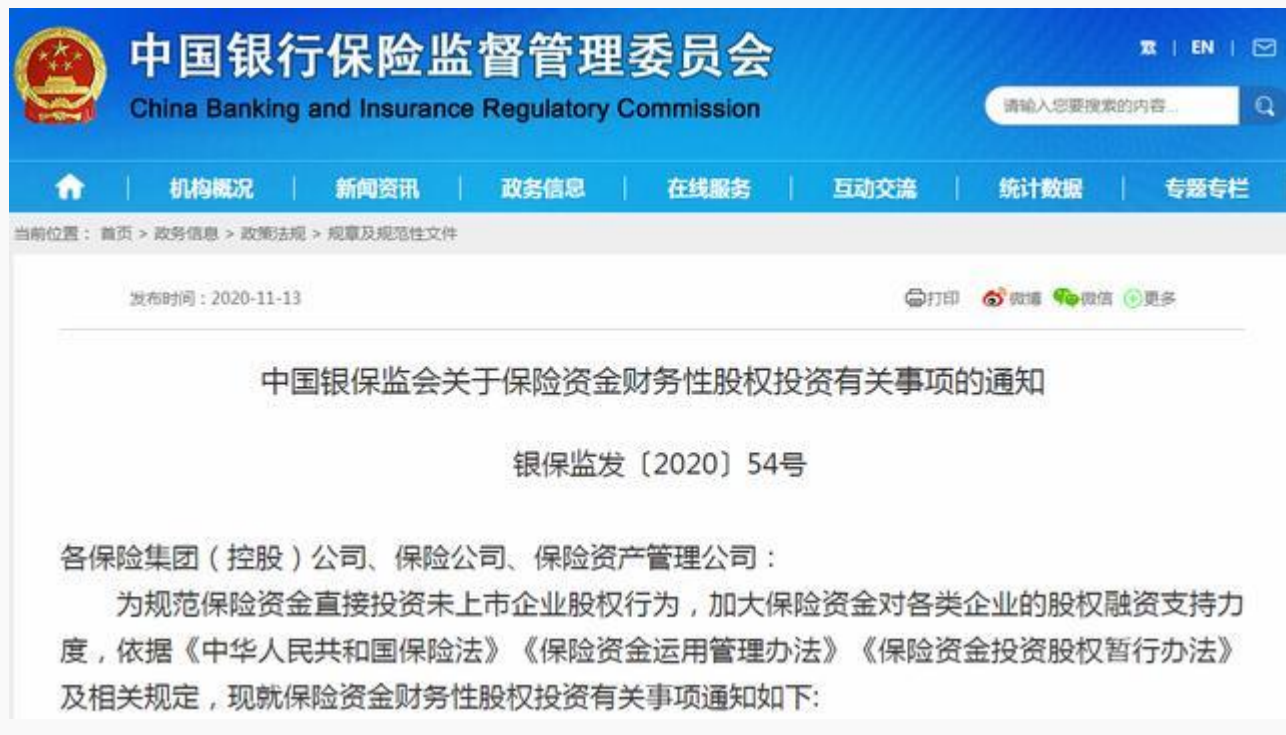 中国银行保险监督管理委员会
繁 | EN |
China Banking and Insurance Regulatory Commission
请输入您要搜索的内容...
机构概况 | 新闻资讯 | 政务信息 | 在线服务 | 互动交流 | 统计数据 | 专题专栏
当前位置： 首页 > 政务信息 > 政策法规 > 规章及规范性文件
发布时间：2020-11-13 打印 微博 微信 更多
中国银保监会关于保险资金财务性股权投资有关事项的通知
银保监发〔2020〕54号
各保险集团（控股）公司、保险公司、保险资产管理公司：
为规范保险资金直接投资未上市企业股权行为，加大保险资金对各类企业的股权融资支持力
度，依据《中华人民共和国保险法》《保险资金运用管理办法》《保险资金投资股权暂行办法》
及相关规定，现就保险资金财务性股权投资有关事项通知如下: